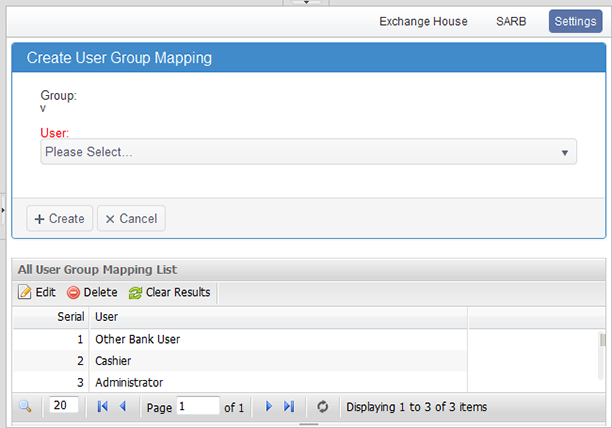 Exchange House SARB Settings
Create User Group Mapping
Group:
v
User:
Please Select...
Create Cancel
All User Group Mapping List
Edit Delete Clear Results
Serial User
1 Other Bank User
2 Cashier
3 Administrator
20 Page 1 of 1 Displaying 1 to 3 of 3 items